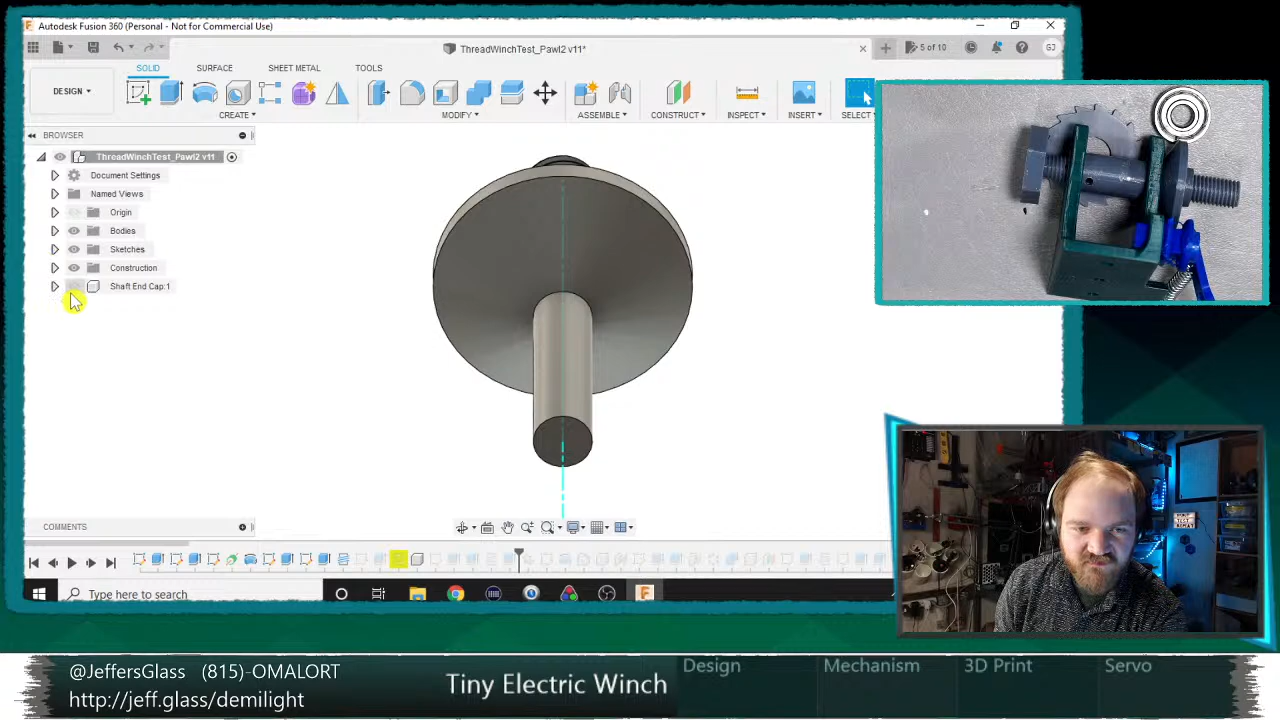 Autodesk Fusion 360 (Personal - Not for Commercial Use)
ThreadWinchTest_Pawl2 v11*
5 of 10
GJ
DESIGN
SOLID
SURFACE
SHEET METAL
TOOLS
CREATE
MODIFY
ASSEMBLE
CONSTRUCT
INSPECT
INSERT
SELECT
BROWSER
ThreadWinchTest_Pawl2 v11
Document Settings
Named Views
Origin
Bodies
Sketches
Construction
Shaft End Cap:1
COMMENTS
Type here to search
@JeffersGlass (815)-OMALORT
http://jeff.glass/demilight
Tiny Electric Winch
Design
Mechanism
3D Print
Servo